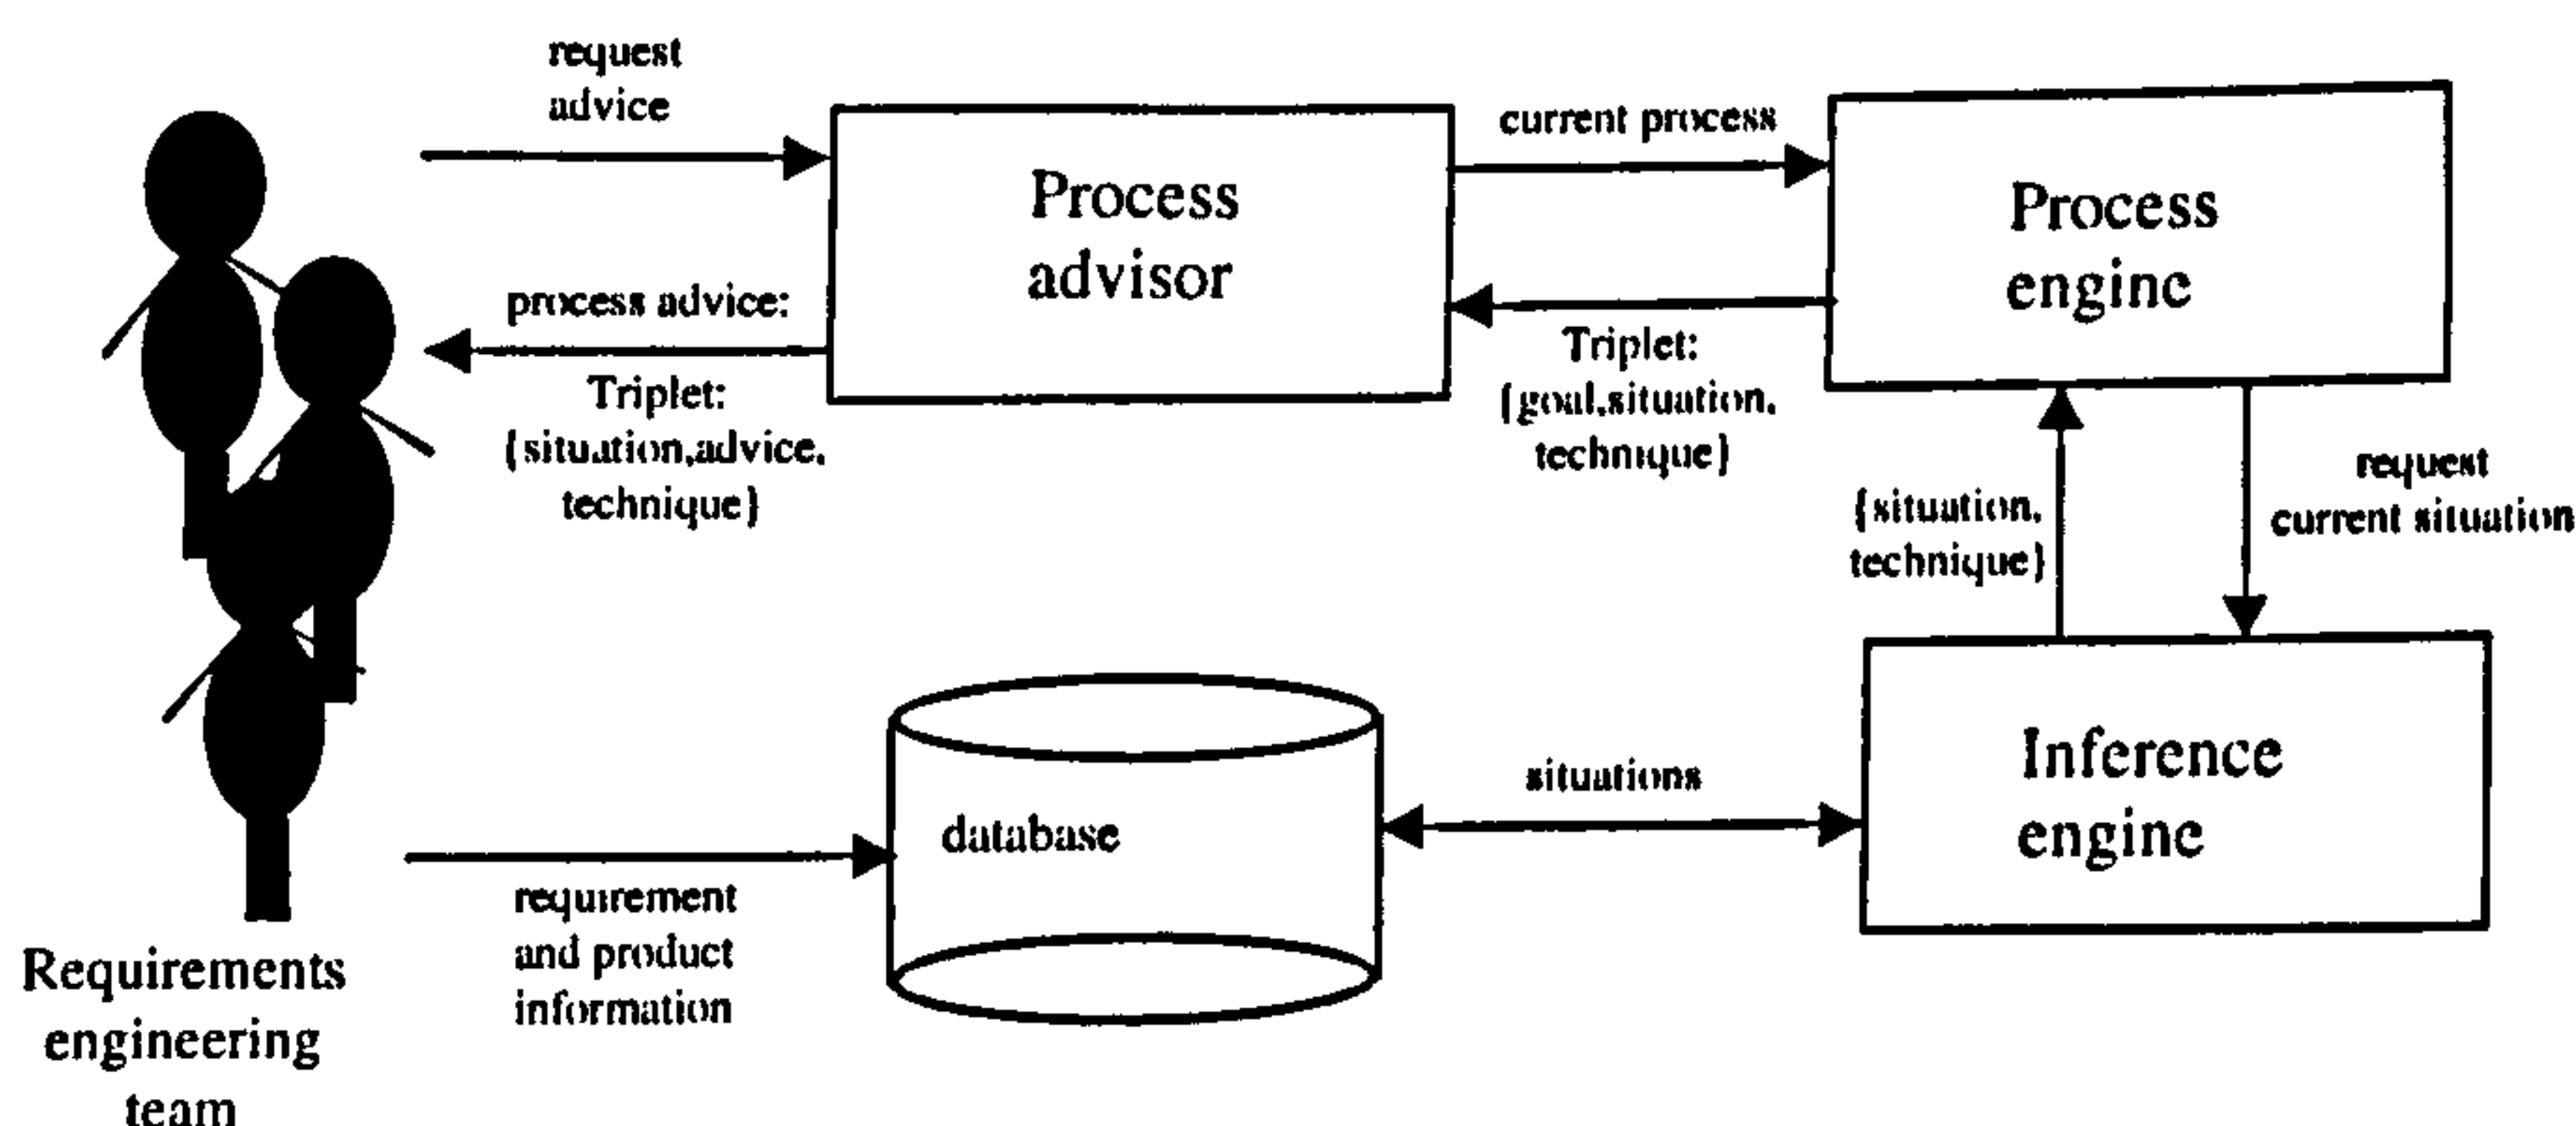 request
advice
process advice:
Triplet:
{situation,advice,
technique}
Process
advisor
current process
Triplet:
{goal,situation,
technique}
Process
engine
{situation,
technique}
request
current situation
Requirements
engineering
team
requirement
and product
information
database
situations
Inference
engine